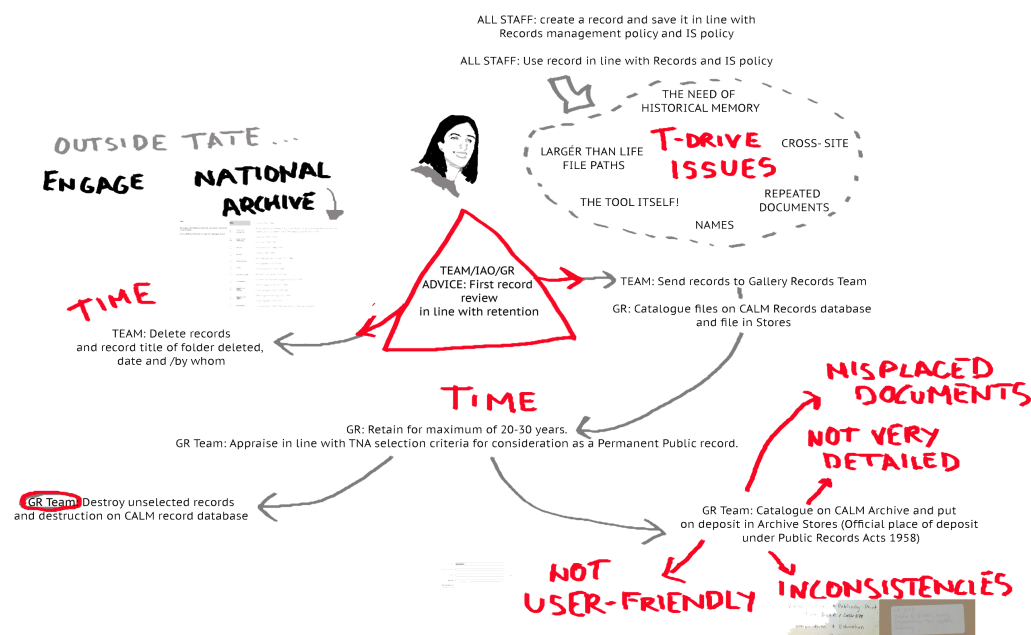 ALL STAFF: create a record and save it in line with
Records management policy and IS policy
ALL STAFF: Use record in line with Records and IS policy
THE NEED OF
HISTORICAL MEMORY
T-DRIVE
ISSUES
CROSS- SITE
LARGER THAN LIFE
FILE PATHS
THE TOOL ITSELF!
REPEATED
DOCUMENTS
NAMES
OUTSIDE TATE...
ENGAGE
NATIONAL
ARCHIVE
TEAM/IAO/GR
ADVICE: First record
review
in line with retention
TEAM: Send records to Gallery Records Team
GR: Catalogue files on CALM Records database
and file in Stores
TIME
TEAM: Delete records
and record title of folder deleted,
date and /by whom
TIME
GR: Retain for maximum of 20-30 years.
GR Team: Appraise in line with TNA selection criteria for consideration as a Permanent Public record.
MISPLACED
DOCUMENTS
NOT VERY
DETAILED
GR Team: Destroy unselected records
and destruction on CALM record database
GR Team: Catalogue on CALM Archive and put
on deposit in Archive Stores (Official place of deposit
under Public Records Acts 1958)
NOT
USER-FRIENDLY
INCONSISTENCIES